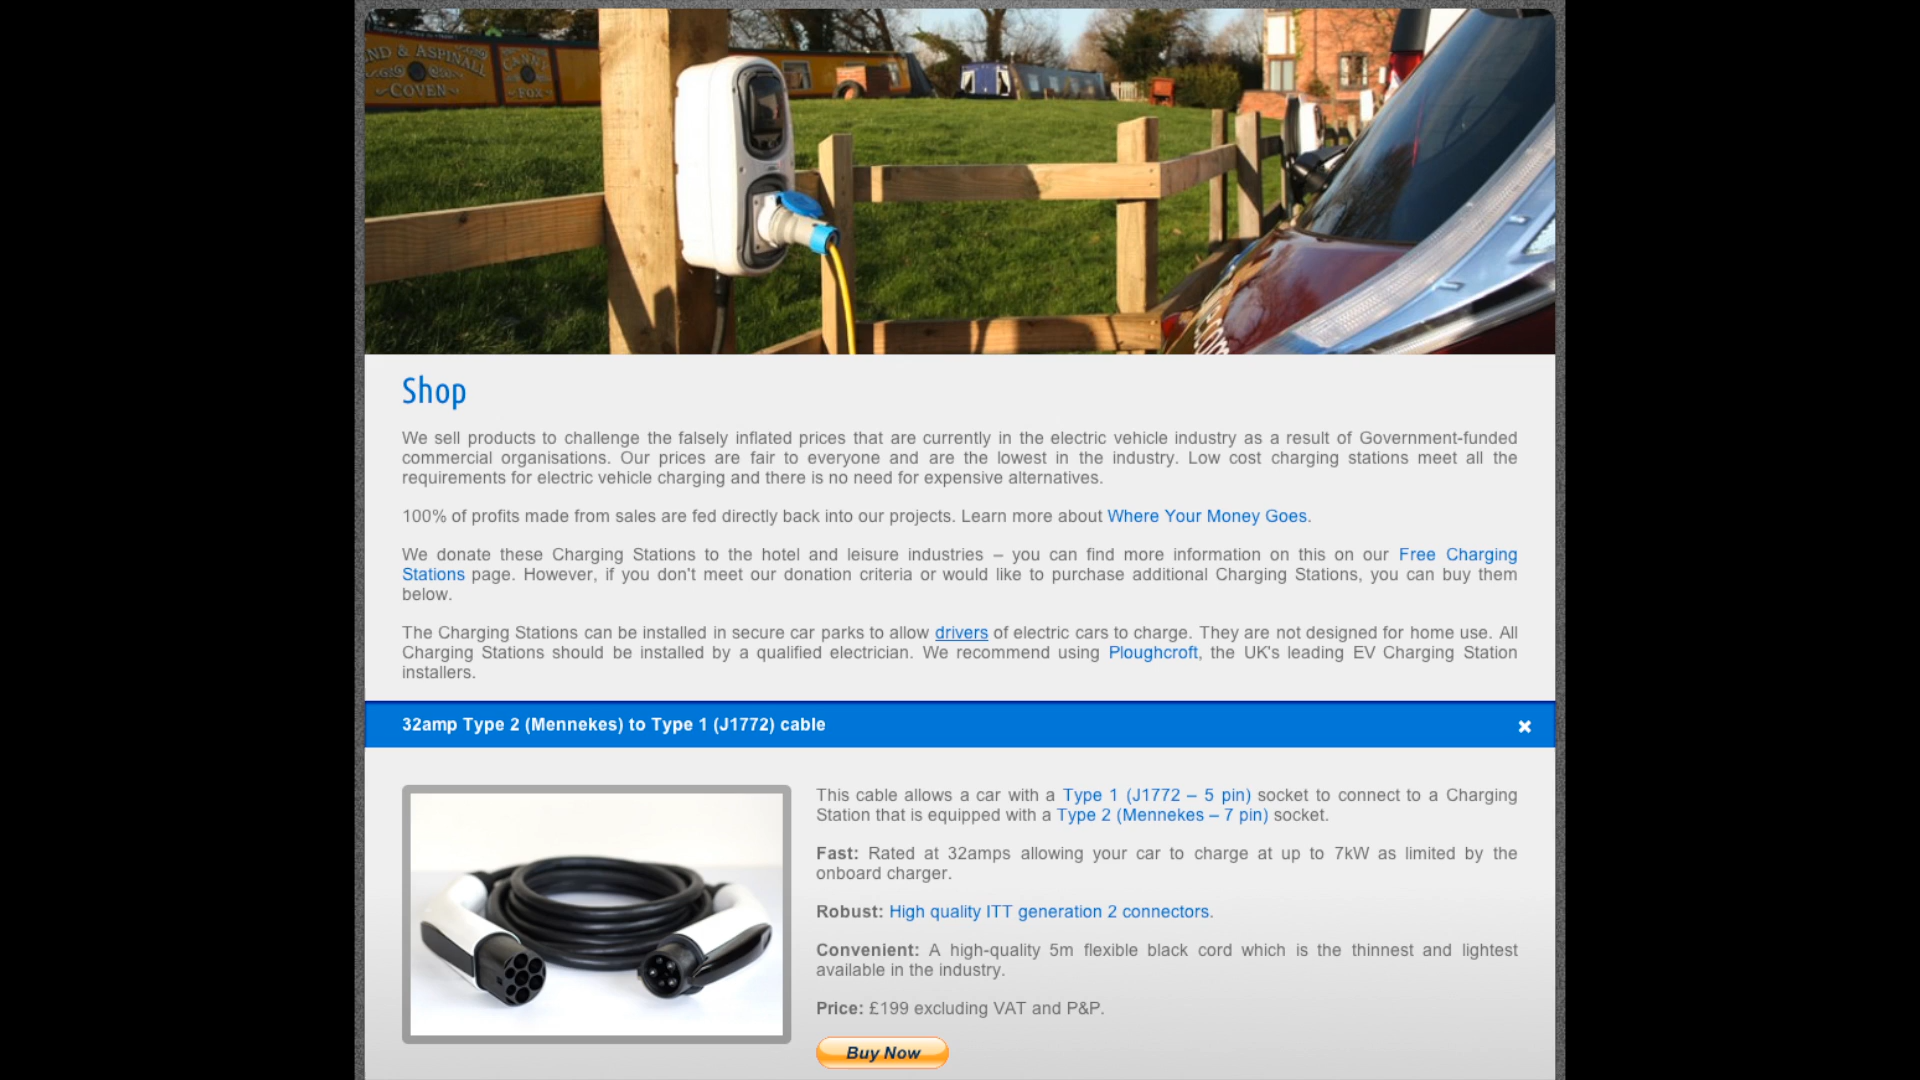 ND & ASPINALL
COVEN
CANNY
FOX
Shop
We sell products to challenge the falsely inflated prices that are currently in the electric vehicle industry as a result of Government-funded
commercial organisations. Our prices are fair to everyone and are the lowest in the industry. Low cost charging stations meet all the
requirements for electric vehicle charging and there is no need for expensive alternatives.
100% of profits made from sales are fed directly back into our projects. Learn more about Where Your Money Goes.
We donate these Charging Stations to the hotel and leisure industries – you can find more information on this on our Free Charging
Stations page. However, if you don't meet our donation criteria or would like to purchase additional Charging Stations, you can buy them
below.
The Charging Stations can be installed in secure car parks to allow drivers of electric cars to charge. They are not designed for home use. All
Charging Stations should be installed by a qualified electrician. We recommend using Ploughcroft, the UK's leading EV Charging Station
installers.
32amp Type 2 (Mennekes) to Type 1 (J1772) cable
This cable allows a car with a Type 1 (J1772 – 5 pin) socket to connect to a Charging
Station that is equipped with a Type 2 (Mennekes – 7 pin) socket.
Fast: Rated at 32amps allowing your car to charge at up to 7kW as limited by the
onboard charger.
Robust: High quality ITT generation 2 connectors.
Convenient: A high-quality 5m flexible black cord which is the thinnest and lightest
available in the industry.
Price: £199 excluding VAT and P&P.
Buy Now